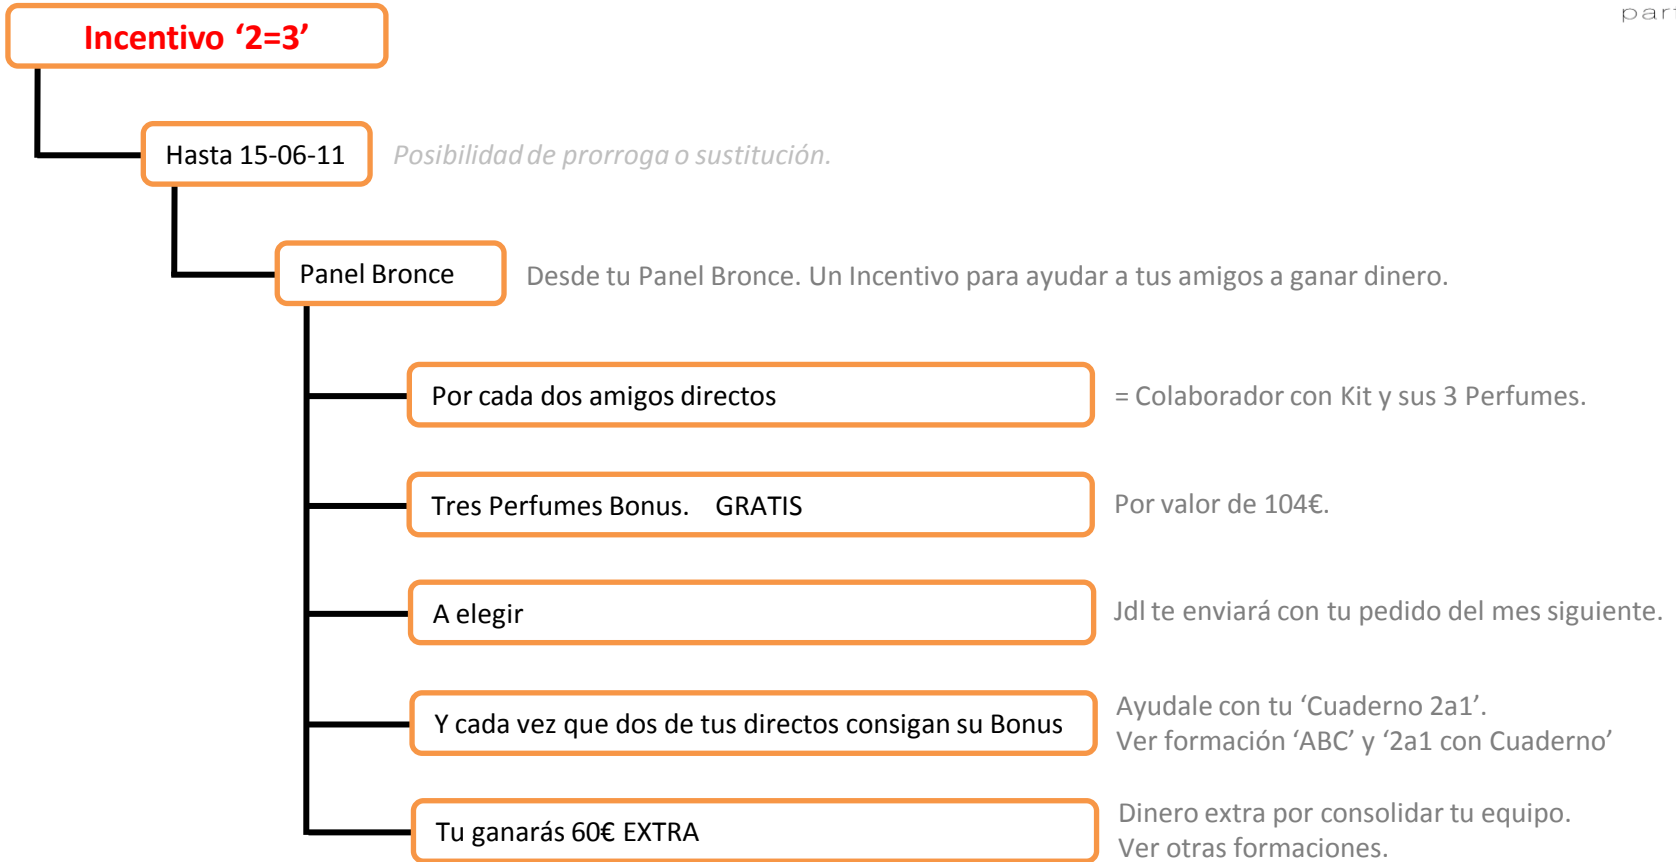 Incentivo ‘2=3’
Hasta 15-06-11
Posibilidad de prorroga o sustitución.
Panel Bronce
Desde tu Panel Bronce. Un Incentivo para ayudar a tus amigos a ganar dinero.
Por cada dos amigos directos
= Colaborador con Kit y sus 3 Perfumes.
Tres Perfumes Bonus. GRATIS
Por valor de 104€.
A elegir
Jdl te enviará con tu pedido del mes siguiente.
Y cada vez que dos de tus directos consigan su Bonus
Ayudale con tu ‘Cuaderno 2a1’.
Ver formación ‘ABC’ y ‘2a1 con Cuaderno’
Tu ganarás 60€ EXTRA
Dinero extra por consolidar tu equipo.
Ver otras formaciones.